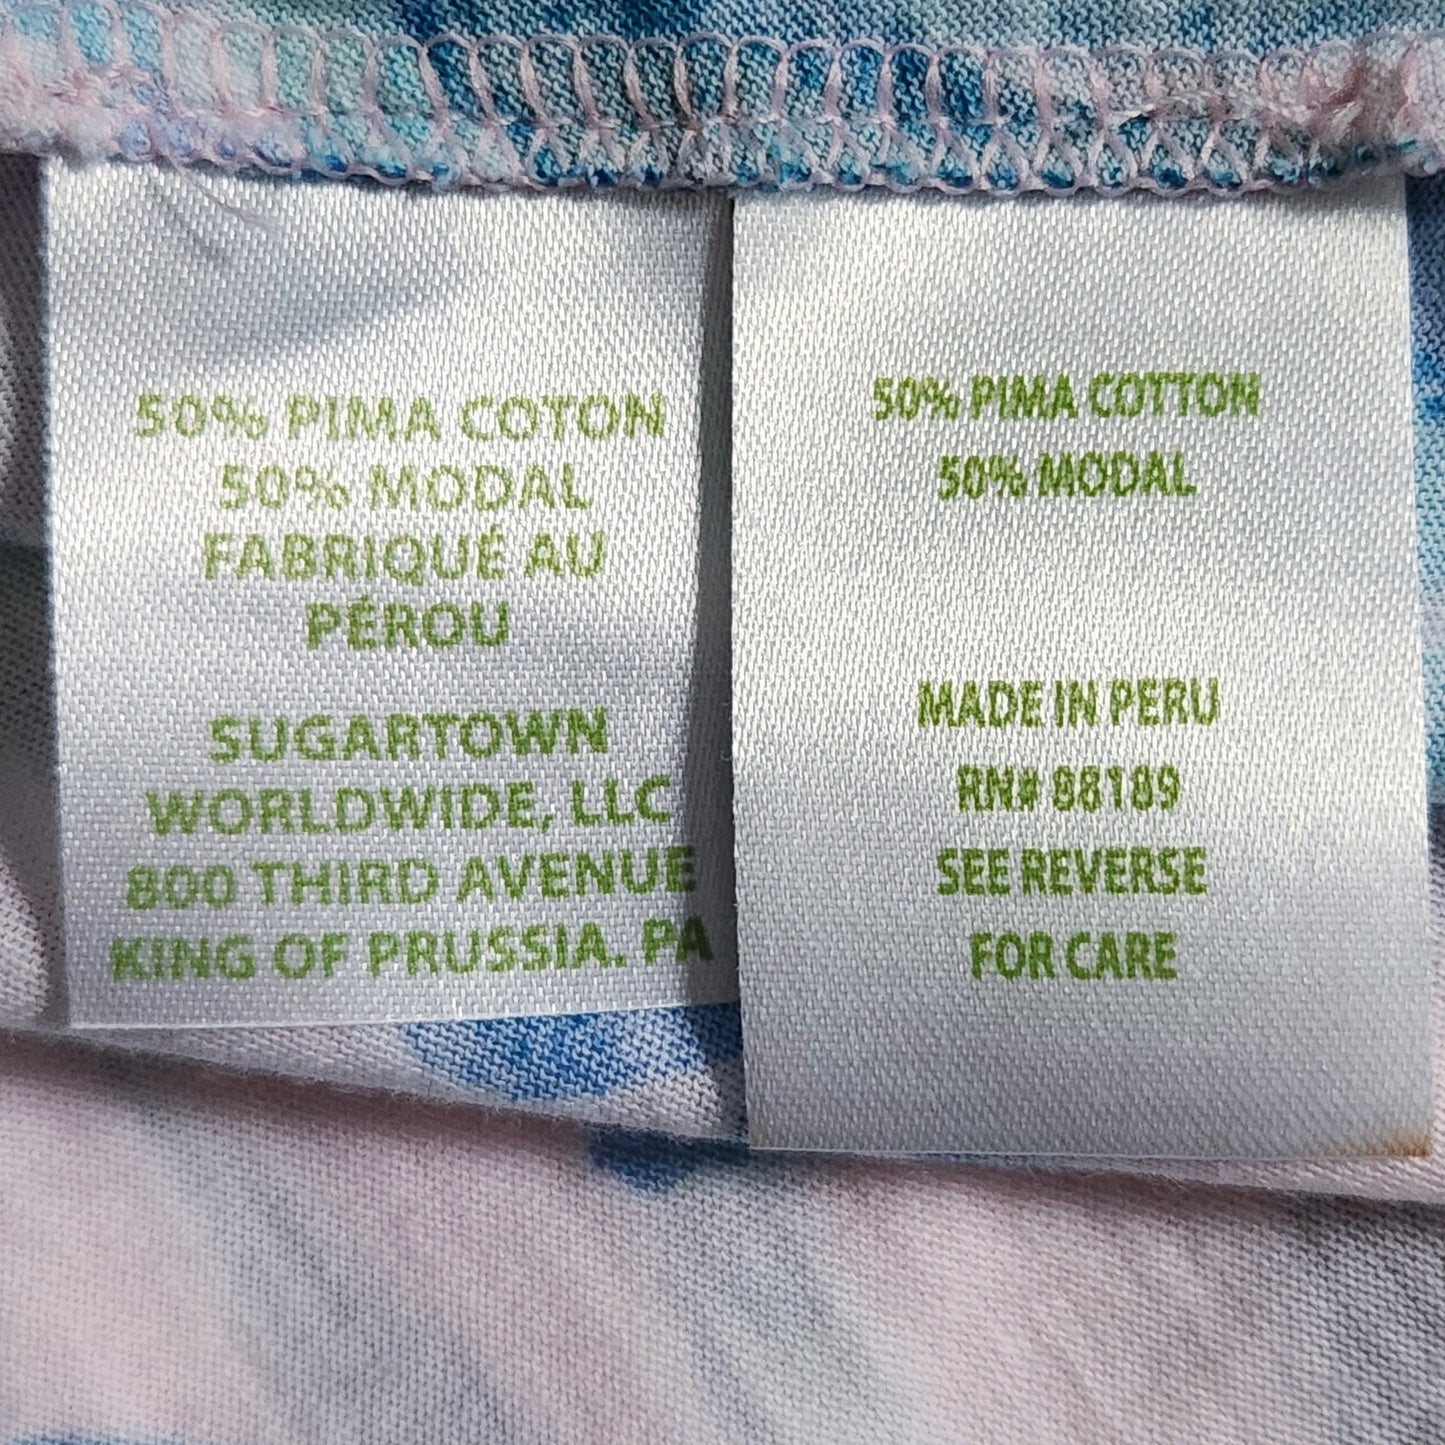 50% PIMA COTON
50% MODAL
FABRIQUÉ AU
PÉROU
SUGARTOWN
WORLDWIDE, LLC
800 THIRD AVENUE
KING OF PRUSSIA. PA
50% PIMA COTTON
50% MODAL
MADE IN PERU
RN# 88189
SEE REVERSE
FOR CARE